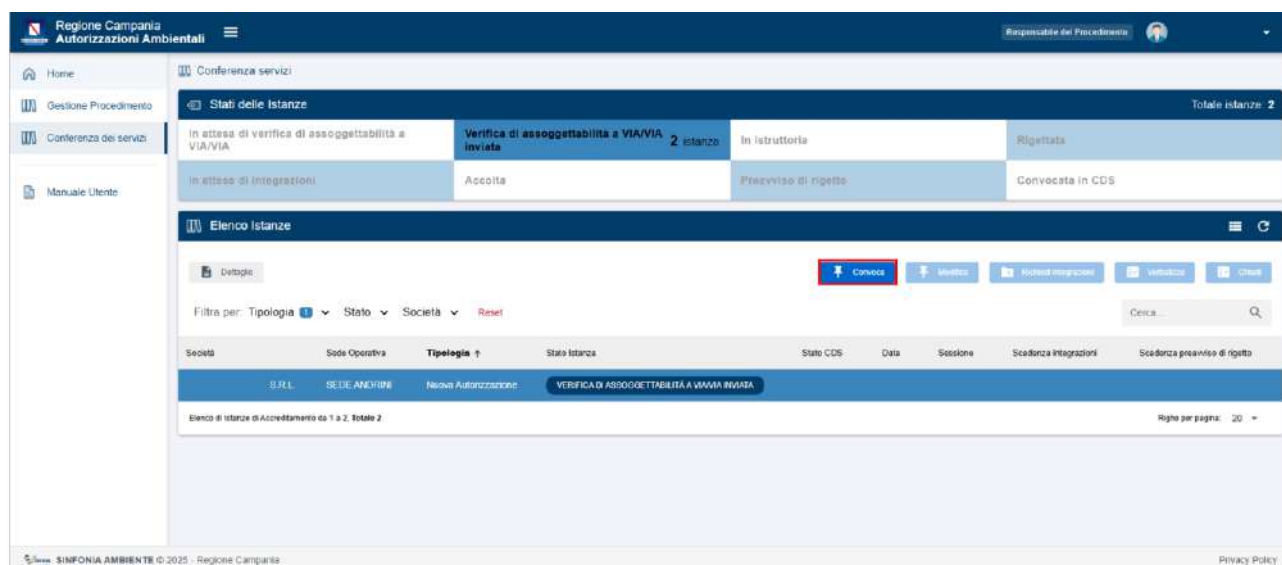 Regione Campania
Autorizzazioni Ambientali
Responsabile del Procedimento
Home
Gestione Procedimento
Conferenza dei servizi
Manuale Utente
Conferenza servizi
Stati delle Istanze
Totale istanze: 2
In attesa di verifica di assoggettabilità a VIA/VIA
Verifica di assoggettabilità a VIA/VIA inviata
2 istanze
In istruttoria
Rigettata
In attesa di integrazioni
Accolta
Preavviso di rigetto
Convocata in CDS
Elenco Istanze
Dettaglio
Convoca
Modifica
Richiedi integrazioni
Verbalizza
Chiudi
Filtra per: Tipologia 1 Stato Società Reset
Cerca...
Società Sede Operativa Tipologia ↑ Stato Istanza Stato CDS Data Sessione Scadenza integrazioni Scadenza preavviso di rigetto
S.R.L. SEDE ANDRINI Nuova Autorizzazione VERIFICA DI ASSOGGETTABILITÀ A VIA/VIA INVIATA
Elenco di Istanze di Accreditamento da 1 a 2, Totale 2
Righe per pagina: 20
SINFONIA AMBIENTE © 2025 - Regione Campania
Privacy Policy